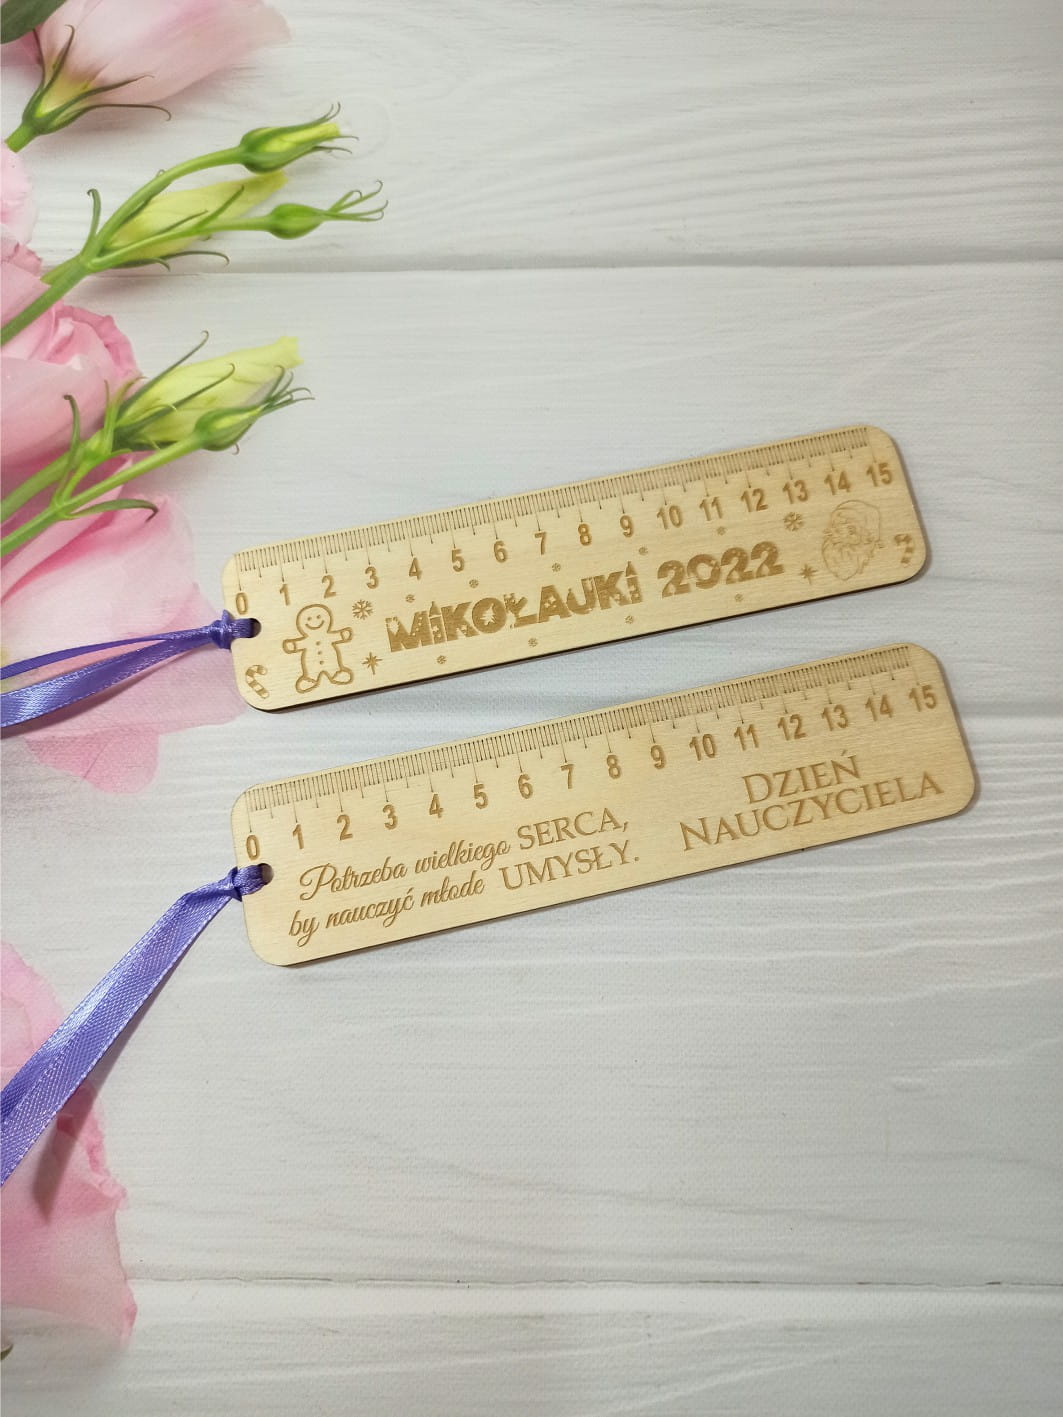 0 1 2 3 4 5 6 7 8 9 10 11 12 13 14 15
MIKOŁAJKI 2022
0 1 2 3 4 5 6 7 8 9 10 11 12 13 14 15
Potrzeba wielkiego SERCA,
by nauczyć młode UMYSŁY.
DZIEŃ
NAUCZYCIELA